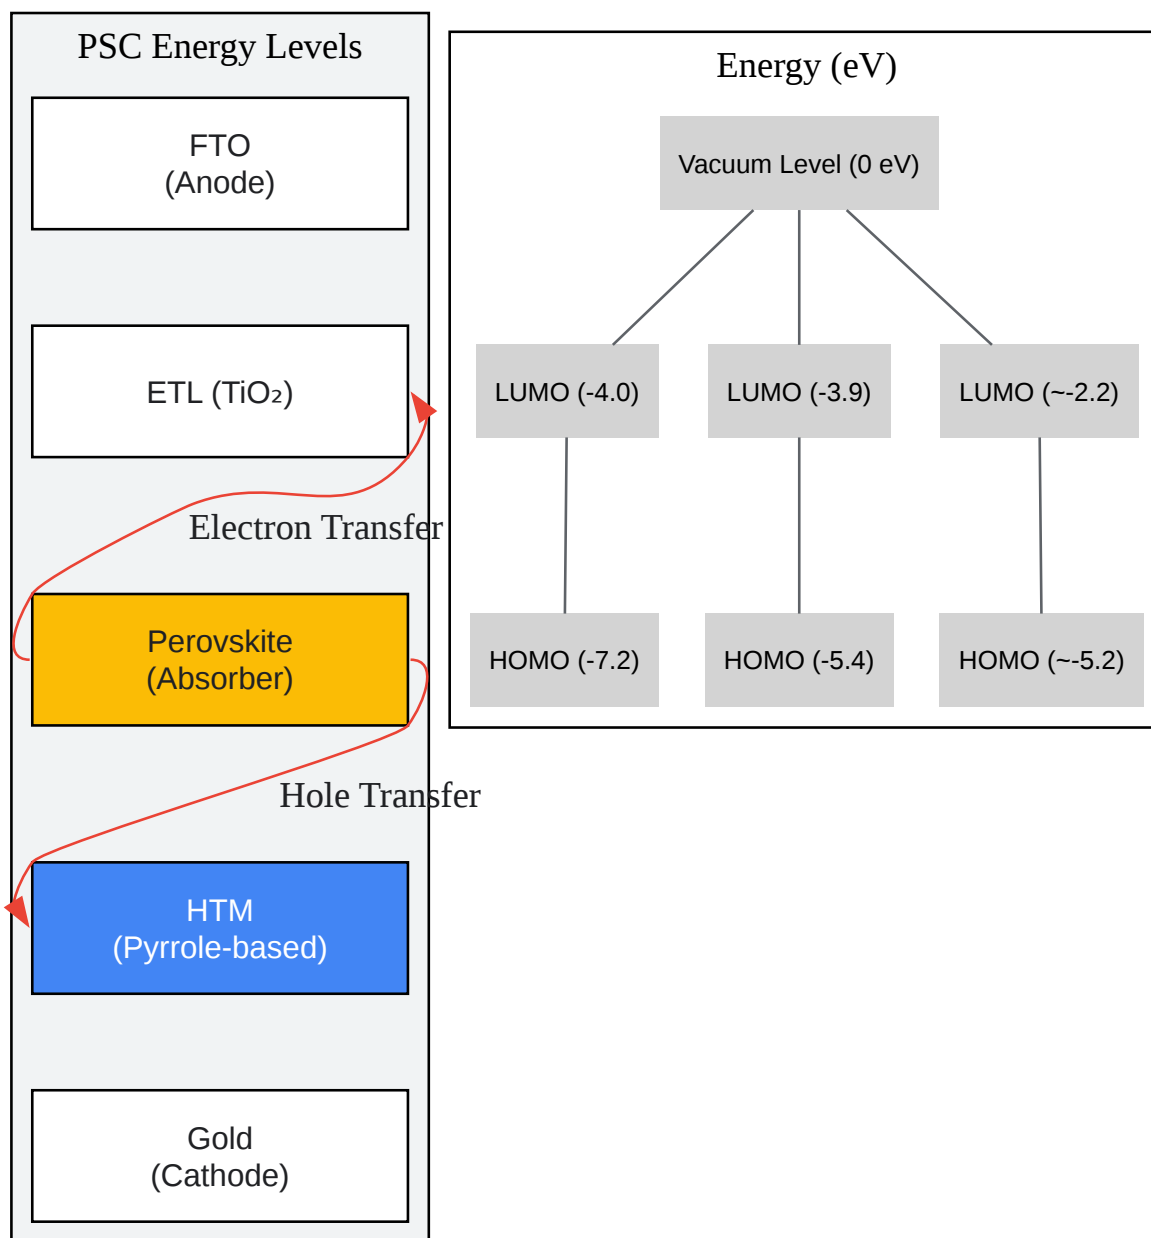 PSC Energy Levels
FTO
(Anode)
ETL (TiO₂)
Electron Transfer
Perovskite
(Absorber)
Hole Transfer
HTM
(Pyrrole-based)
Gold
(Cathode)
Energy (eV)
Vacuum Level (0 eV)
LUMO (-4.0)
LUMO (-3.9)
LUMO (~-2.2)
HOMO (-7.2)
HOMO (-5.4)
HOMO (~-5.2)